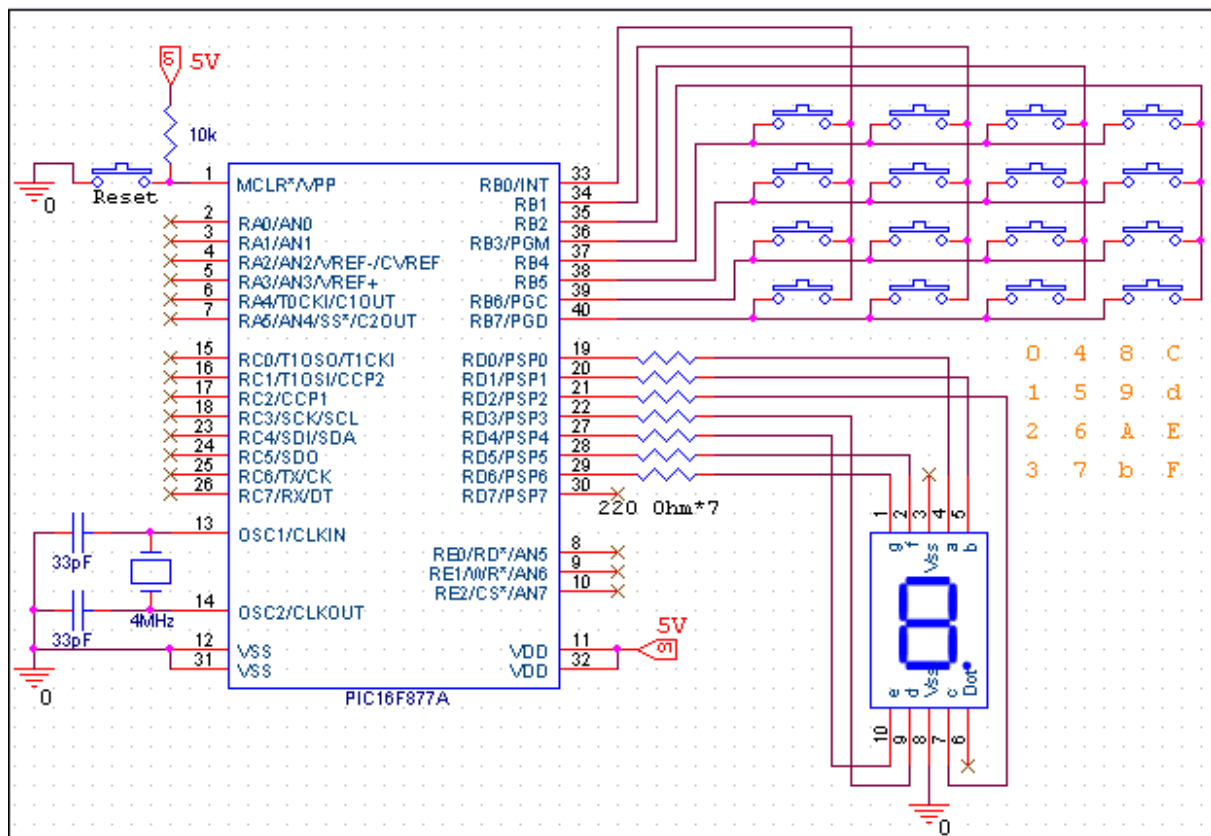 5V
10k
0
Reset
1 MCLR*/VPP
2 RA0/AN0
3 RA1/AN1
4 RA2/AN2/VREF-/CVREF
5 RA3/AN3/VREF+
6 RA4/T0CKI/C1OUT
7 RA5/AN4/SS*/C2OUT
15 RC0/T1OSO/T1CKI
16 RC1/T1OSI/CCP2
17 RC2/CCP1
18 RC3/SCK/SCL
23 RC4/SDI/SDA
24 RC5/SDO
25 RC6/TX/CK
26 RC7/RX/DT
13 OSC1/CLKIN
14 OSC2/CLKOUT
12 VSS
31 VSS
33pF
4MHz
33pF
0
RB0/INT 33
RB1 34
RB2 35
RB3/PGM 36
RB4 37
RB5 38
RB6/PGC 39
RB7/PGD 40
RD0/PSP0 19
RD1/PSP1 20
RD2/PSP2 21
RD3/PSP3 22
RD4/PSP4 27
RD5/PSP5 28
RD6/PSP6 29
RD7/PSP7 30
220 Ohm*7
RE0/RD*/AN5 8
RE1/WR*/AN6 9
RE2/CS*/AN7 10
VDD 11
VDD 32
5V
PIC16F877A
0 4 8 C
1 5 9 d
2 6 A E
3 7 b F
1 2 3 4 5
g f Vss a b
e d Vss c Dot
10 9 8 7 6
0